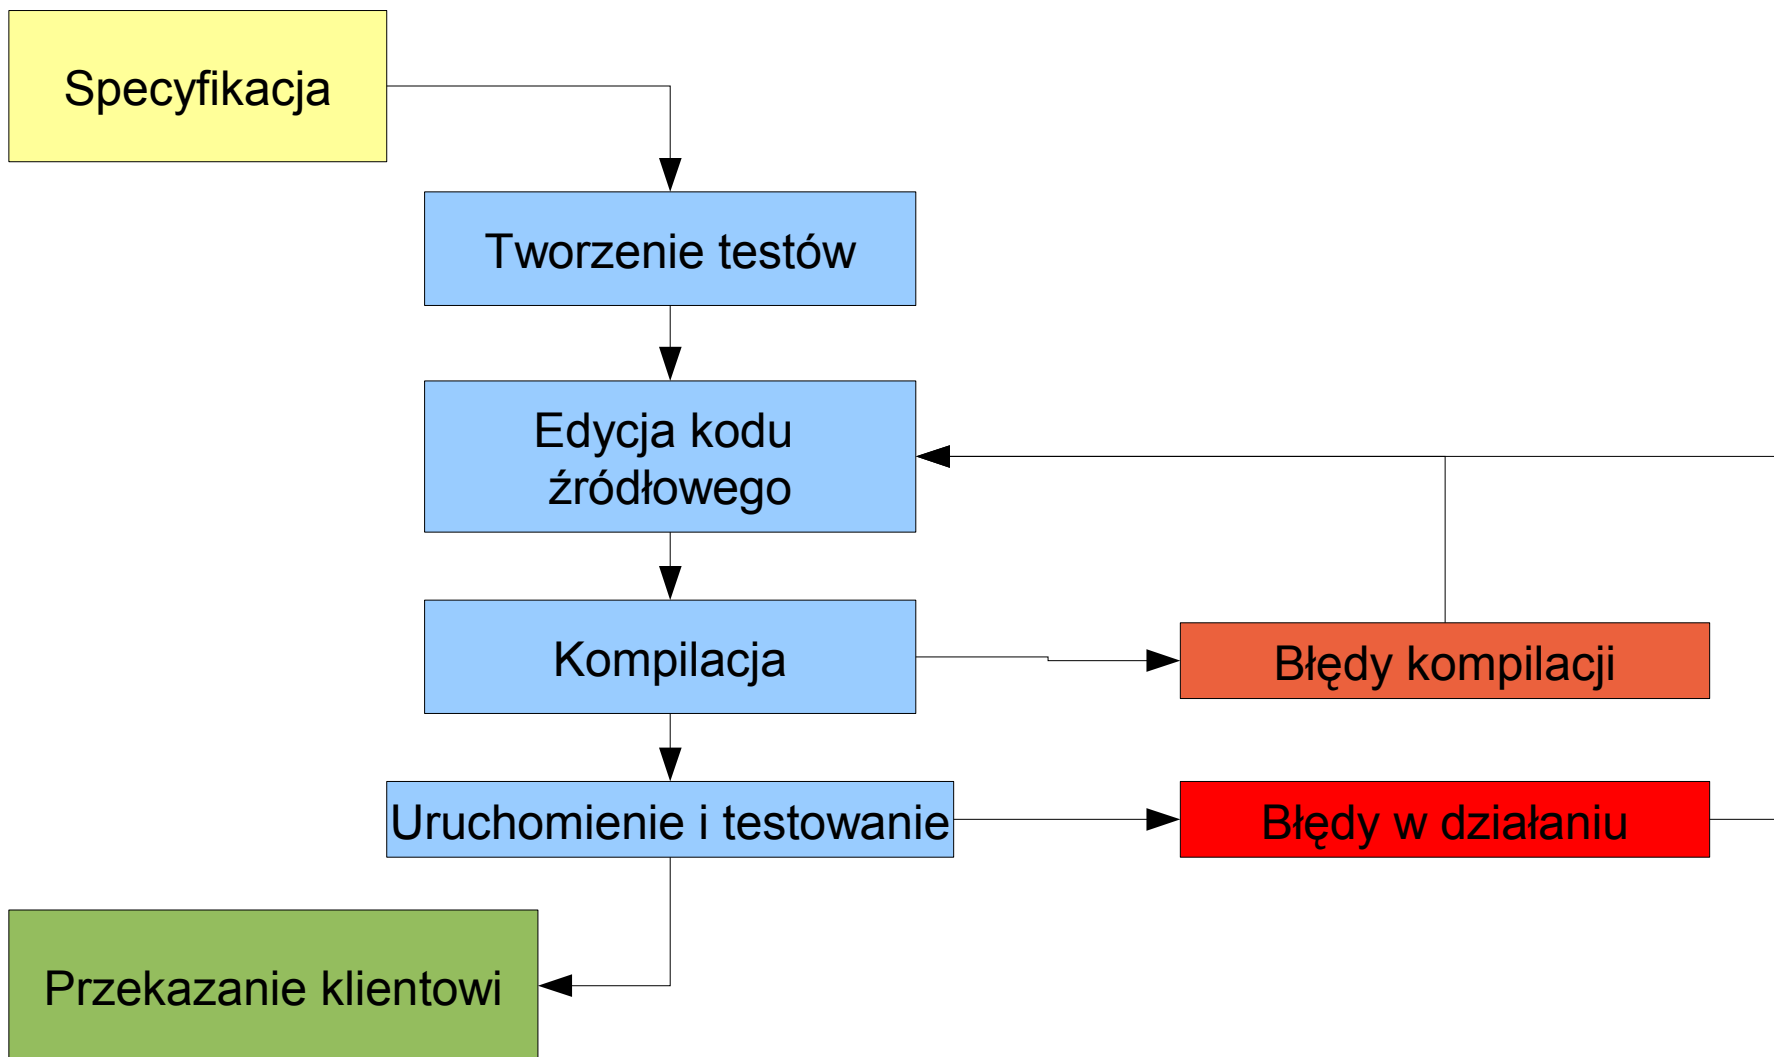 Specyfikacja
Tworzenie testów
Edycja kodu
źródłowego
Kompilacja
Błędy kompilacji
Uruchomienie i testowanie
Błędy w działaniu
Przekazanie klientowi